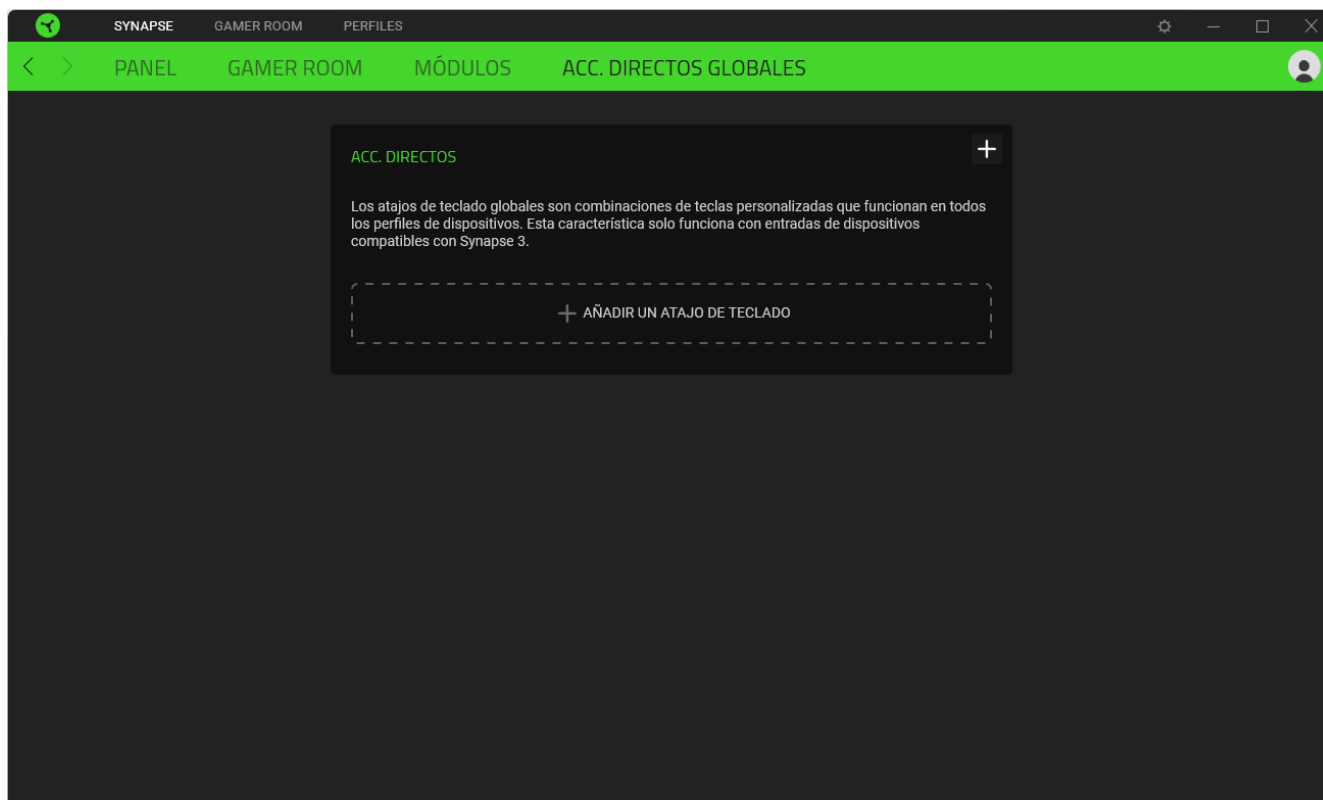 SYNAPSE GAMER ROOM PERFILES
PANEL GAMER ROOM MÓDULOS ACC. DIRECTOS GLOBALES
ACC. DIRECTOS
Los atajos de teclado globales son combinaciones de teclas personalizadas que funcionan en todos
los perfiles de dispositivos. Esta característica solo funciona con entradas de dispositivos
compatibles con Synapse 3.
AÑADIR UN ATAJO DE TECLADO